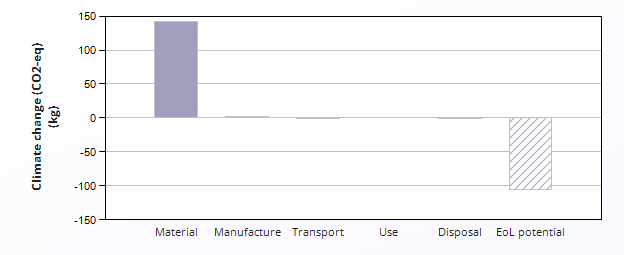 Climate change (CO2-eq)
(kg)
150
100
50
0
-50
-100
-150
Material Manufacture Transport Use Disposal EoL potential